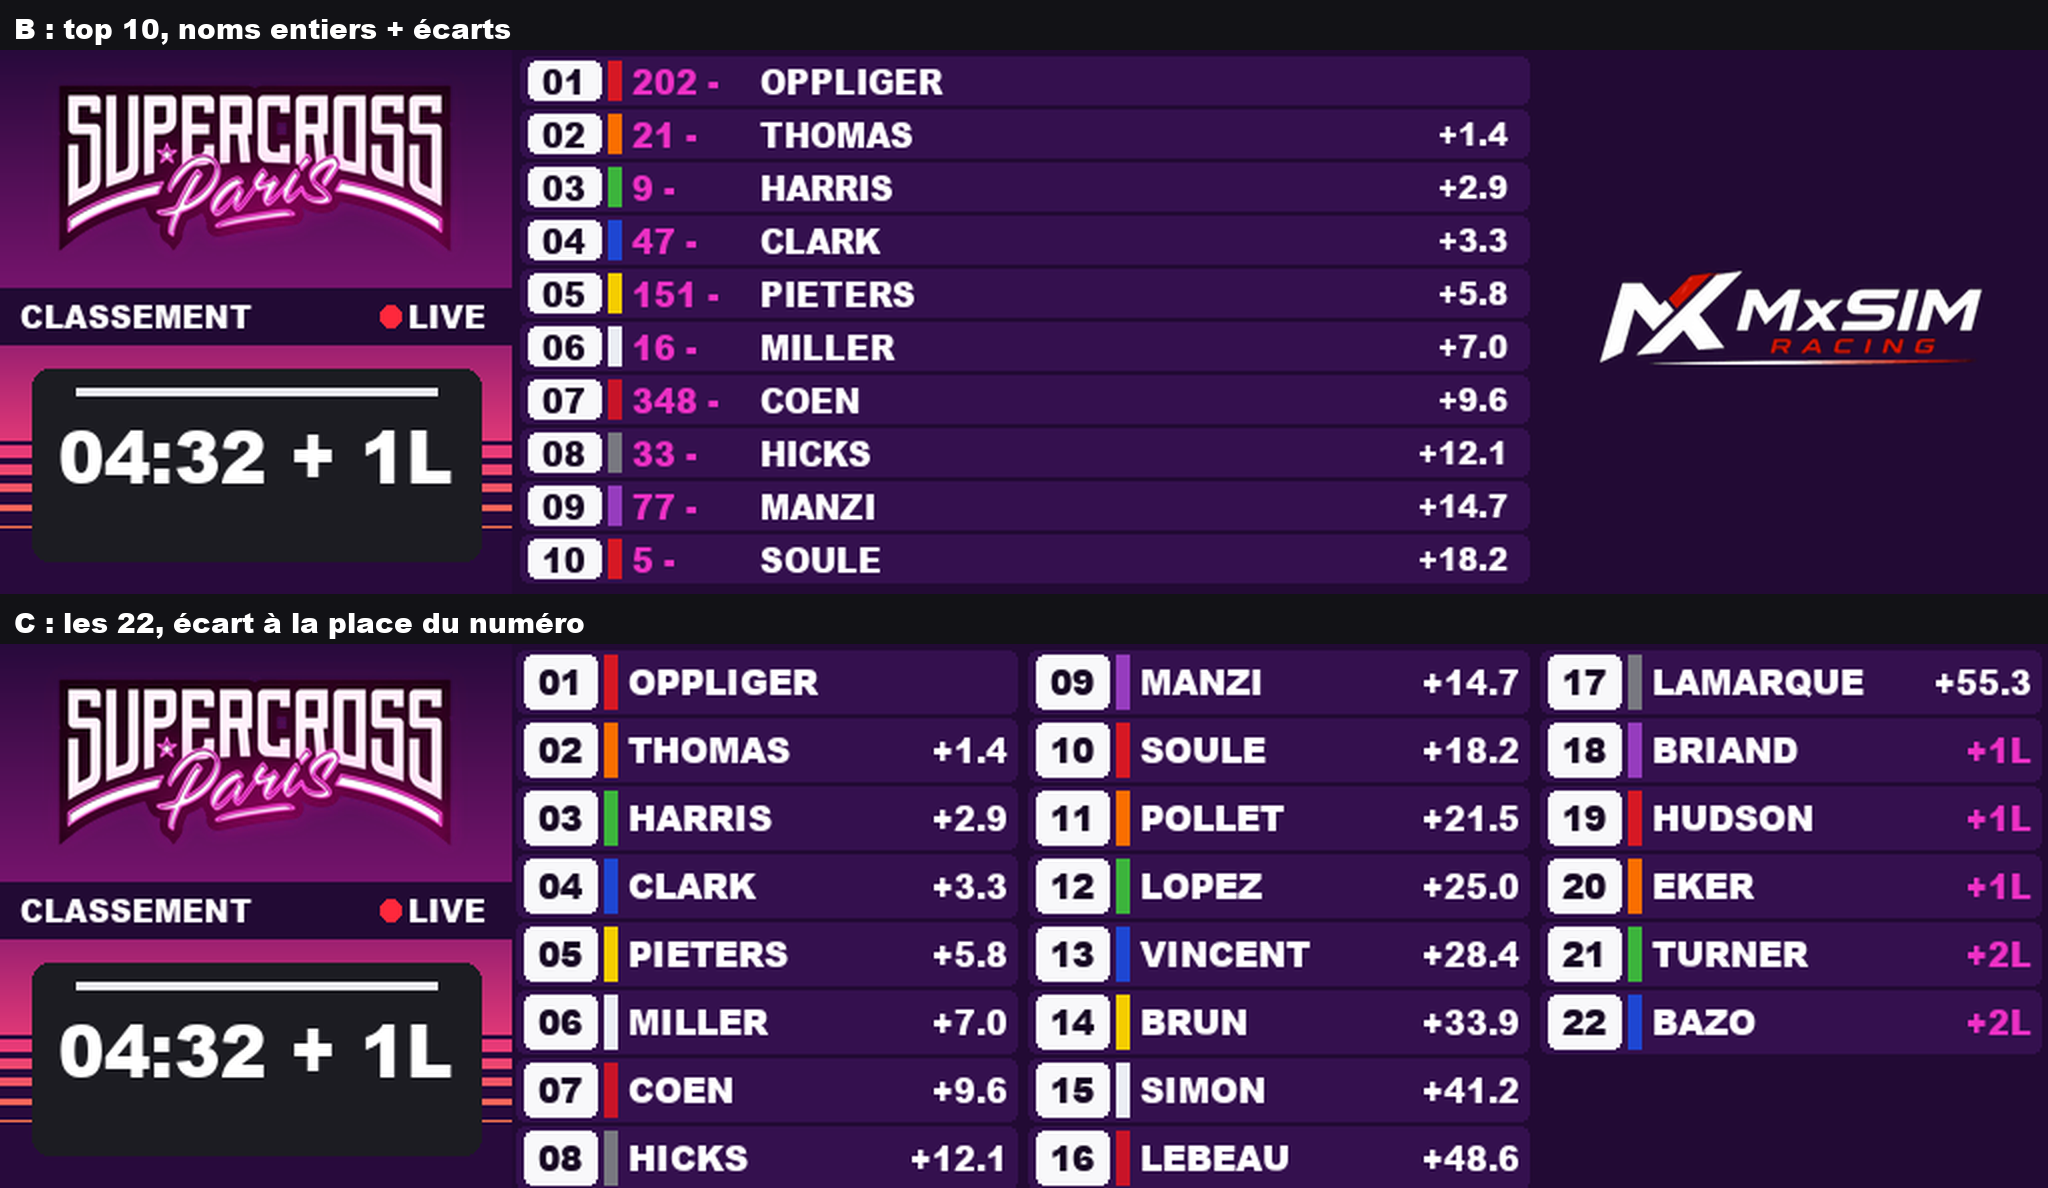 B : top 10, noms entiers + écarts
SUPERCROSS
Paris
CLASSEMENT LIVE
04:32 + 1L
01 202 - OPPLIGER
02 21 - THOMAS +1.4
03 9 - HARRIS +2.9
04 47 - CLARK +3.3
05 151 - PIETERS +5.8
06 16 - MILLER +7.0
07 348 - COEN +9.6
08 33 - HICKS +12.1
09 77 - MANZI +14.7
10 5 - SOULE +18.2
MX MxSIM
RACING
C : les 22, écart à la place du numéro
SUPERCROSS
Paris
CLASSEMENT LIVE
04:32 + 1L
01 OPPLIGER
02 THOMAS +1.4
03 HARRIS +2.9
04 CLARK +3.3
05 PIETERS +5.8
06 MILLER +7.0
07 COEN +9.6
08 HICKS +12.1
09 MANZI +14.7
10 SOULE +18.2
11 POLLET +21.5
12 LOPEZ +25.0
13 VINCENT +28.4
14 BRUN +33.9
15 SIMON +41.2
16 LEBEAU +48.6
17 LAMARQUE +55.3
18 BRIAND +1L
19 HUDSON +1L
20 EKER +1L
21 TURNER +2L
22 BAZO +2L